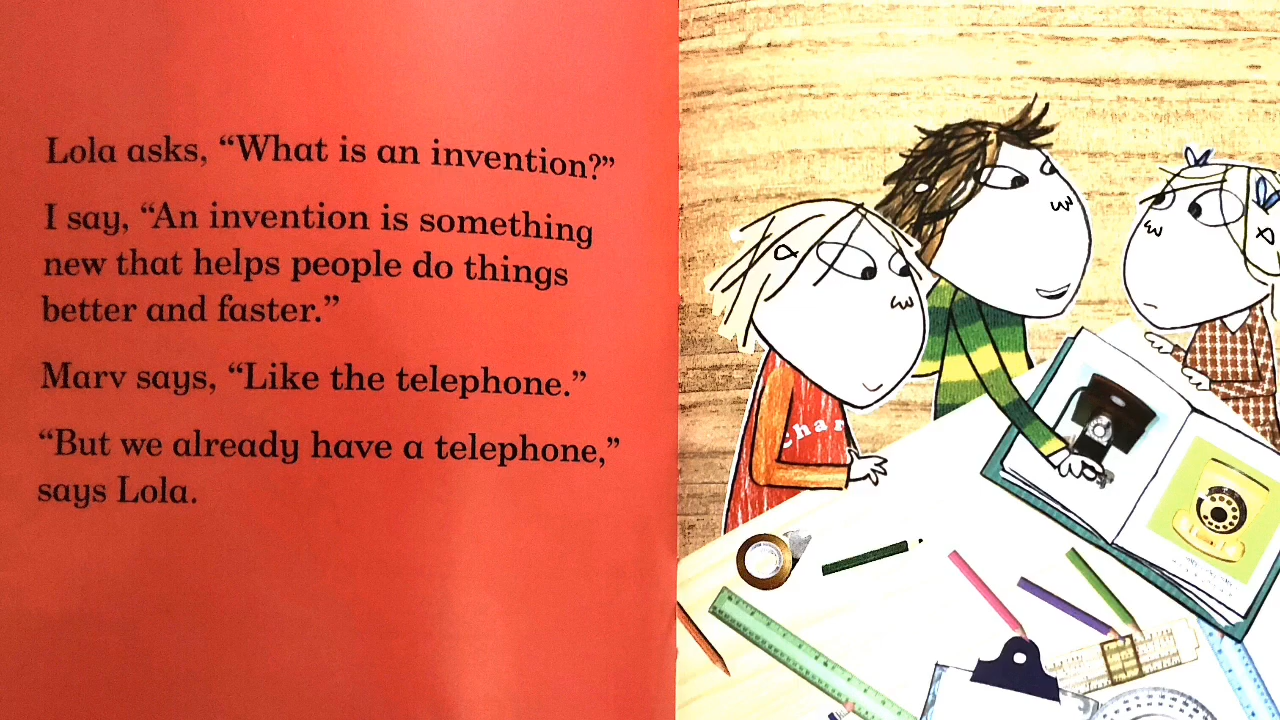 Lola asks, “What is an invention?”
I say, “An invention is something
new that helps people do things
better and faster.”
Marv says, “Like the telephone.”
“But we already have a telephone,”
says Lola.
char